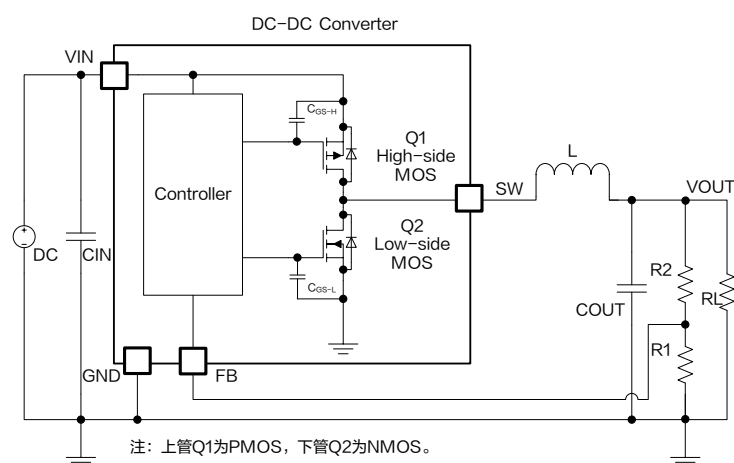 DC-DC Converter
VIN
CGS-H
Q1
High-side
MOS
Controller
SW
L
VOUT
Q2
Low-side
MOS
DC
CIN
CGS-L
R2
RL
COUT
R1
GND
FB
注：上管Q1为PMOS，下管Q2为NMOS。